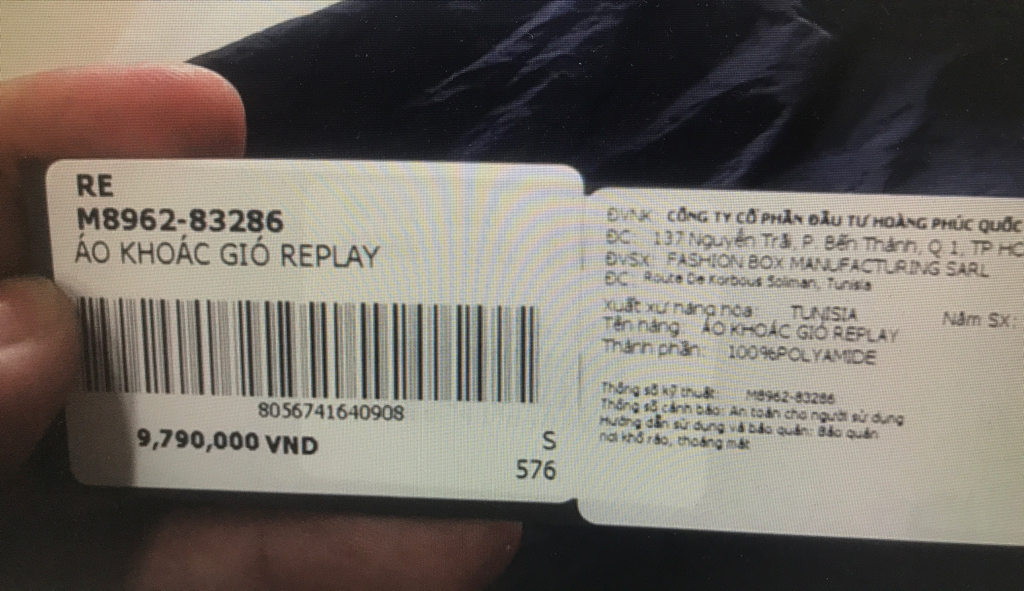 RE
M8962-83286
ÁO KHOÁC GIÓ REPLAY
8056741640908
9,790,000 VND
S
576
ĐVNK: CÔNG TY CỔ PHẦN ĐẦU TƯ HOÀNG PHÚC QUỐC
ĐC: 137 Nguyễn Trãi, P. Bến Thành, Q 1, TP HC
ĐVSX: FASHION BOX MANUFACTURING SARL
ĐC: Route De Korbous Soliman, Tunisia
Xuất xứ hàng hóa: TUNISIA
Năm SX:
Tên hàng: ÁO KHOÁC GIÓ REPLAY
Thành phần: 100%POLYAMIDE
Thông số kỹ thuật: M8962-83286
Thông số cảnh báo: An toàn cho người sử dụng
Hướng dẫn sử dụng và bảo quản: Bảo quản
nơi khô ráo, thoáng mát